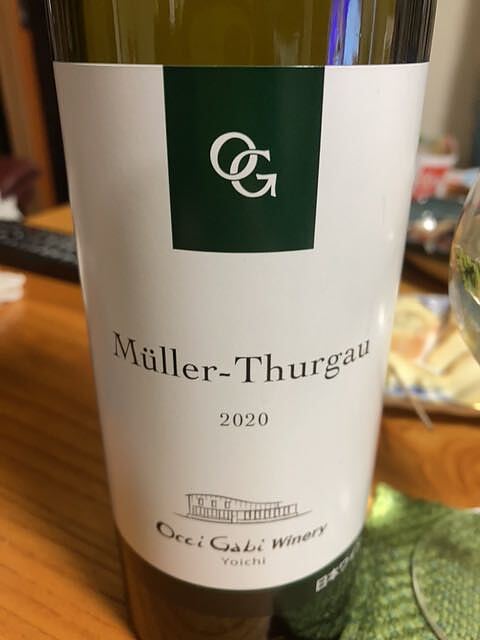 OG
Müller-Thurgau
2020
Occi Gabi Winery
Yoichi